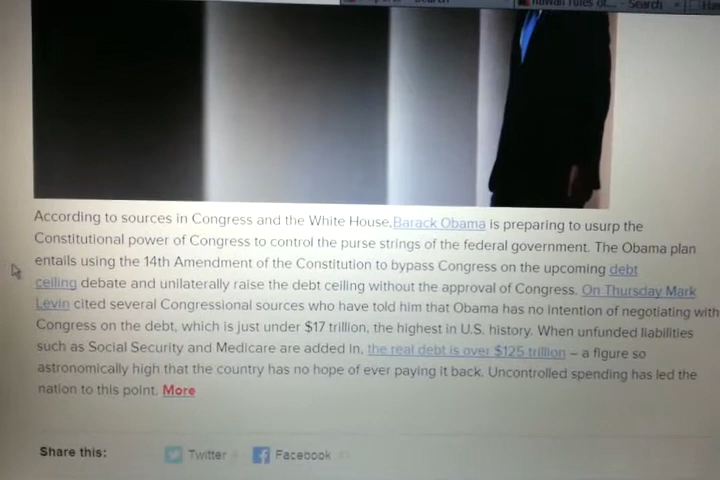 Search
hawaii rules of... - Search
According to sources in Congress and the White House,Barack Obama is preparing to usurp the
Constitutional power of Congress to control the purse strings of the federal government. The Obama plan
entails using the 14th Amendment of the Constitution to bypass Congress on the upcoming debt
ceiling debate and unilaterally raise the debt ceiling without the approval of Congress. On Thursday Mark
Levin cited several Congressional sources who have told him that Obama has no intention of negotiating with
Congress on the debt, which is just under $17 trillion, the highest in U.S. history. When unfunded liabilities
such as Social Security and Medicare are added in, the real debt is over $125 trillion – a figure so
astronomically high that the country has no hope of ever paying it back. Uncontrolled spending has led the
nation to this point. More
Share this:
Twitter
Facebook